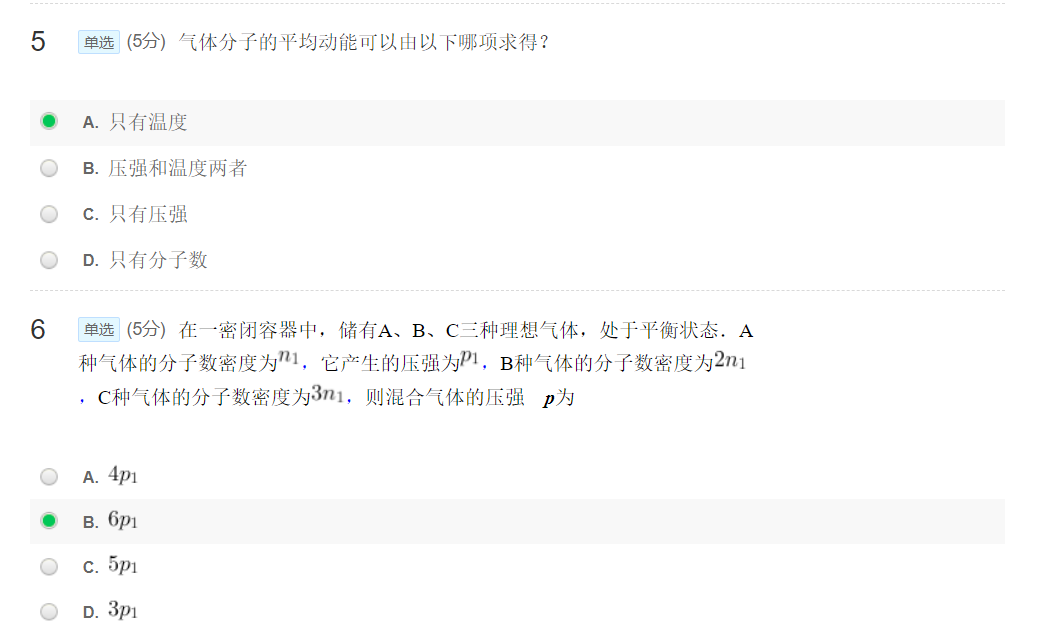 5 单选 (5分) 气体分子的平均动能可以由以下哪项求得?
A. 只有温度
B. 压强和温度两者
C. 只有压强
D. 只有分子数
6 单选 (5分) 在一密闭容器中，储有A、B、C三种理想气体，处于平衡状态．A
种气体的分子数密度为n₁，它产生的压强为p₁，B种气体的分子数密度为2n₁
，C种气体的分子数密度为3n₁，则混合气体的压强 p为
A. 4p₁
B. 6p₁
C. 5p₁
D. 3p₁